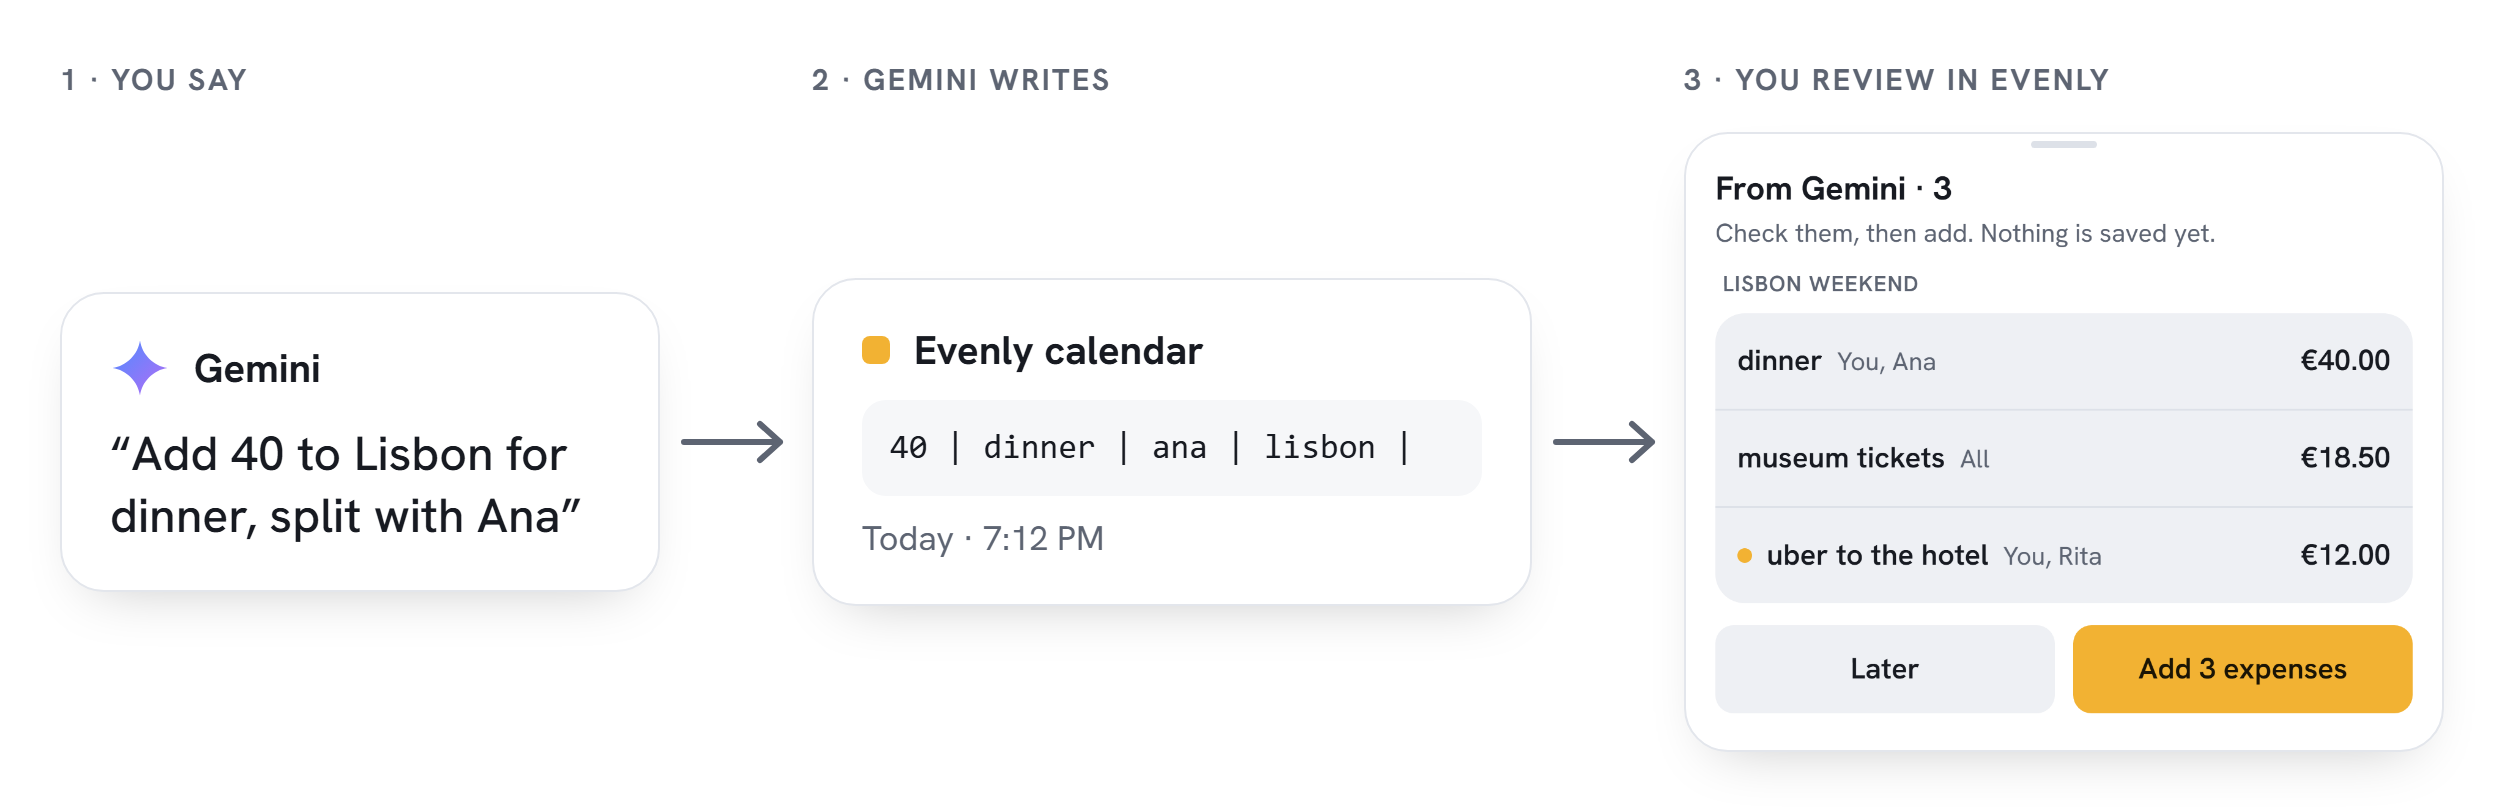 1 · YOU SAY
Gemini
“Add 40 to Lisbon for
dinner, split with Ana”
2 · GEMINI WRITES
Evenly calendar
40 | dinner | ana | lisbon |
Today · 7:12 PM
3 · YOU REVIEW IN EVENLY
From Gemini · 3
Check them, then add. Nothing is saved yet.
LISBON WEEKEND
dinner You, Ana €40.00
museum tickets All €18.50
uber to the hotel You, Rita €12.00
Later Add 3 expenses